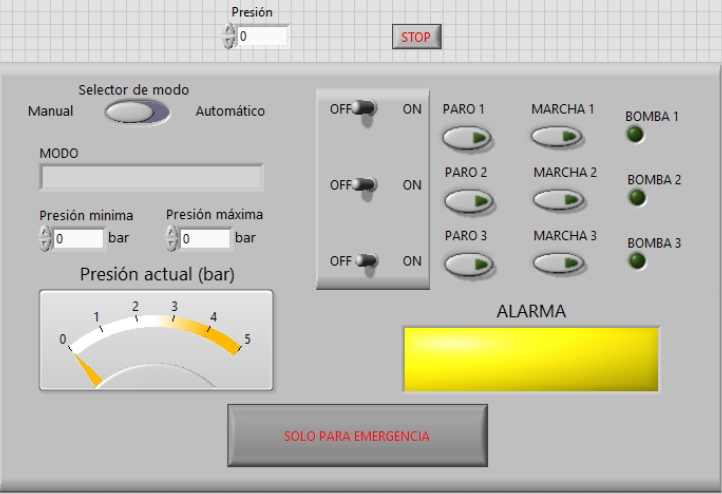 Presión
0
STOP
Selector de modo
Manual Automático
MODO
Presión minima Presión máxima
0 bar 0 bar
Presión actual (bar)
0 1 2 3 4 5
OFF ON
OFF ON
OFF ON
PARO 1 MARCHA 1 BOMBA 1
PARO 2 MARCHA 2 BOMBA 2
PARO 3 MARCHA 3 BOMBA 3
ALARMA
SOLO PARA EMERGENCIA